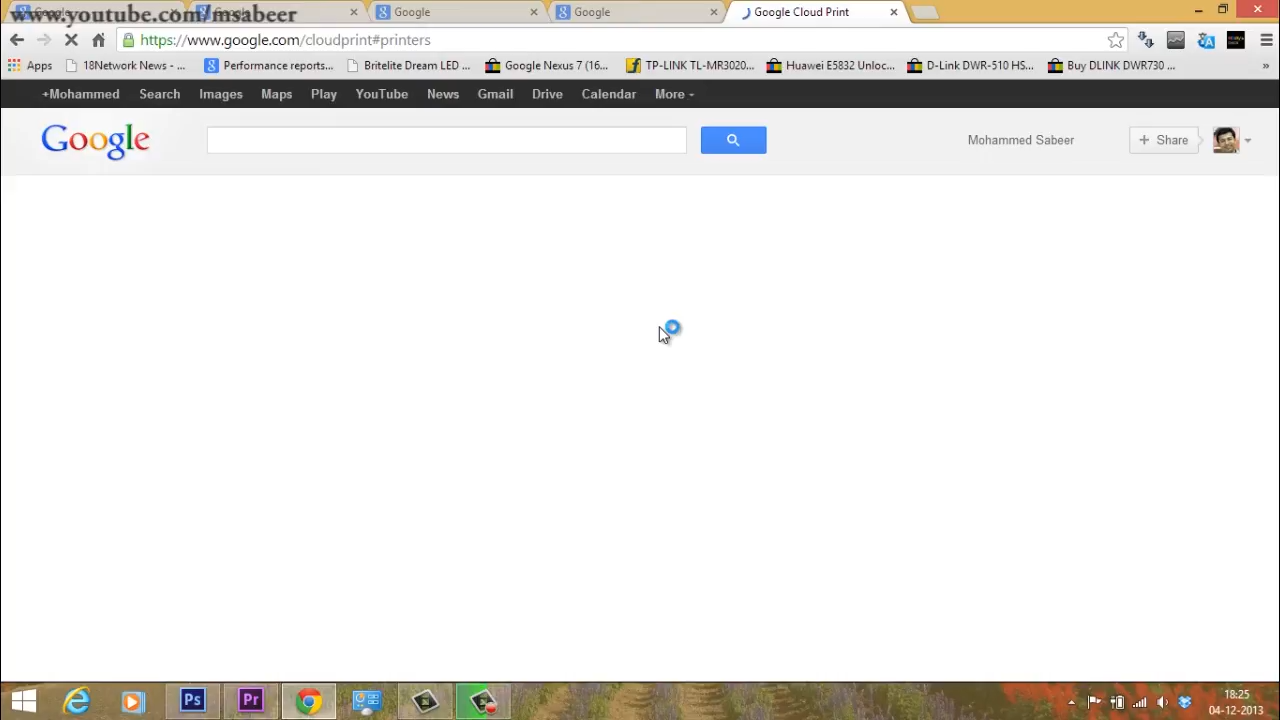 www.youtube.com/msabeer
Google
Google
Google Cloud Print
https://www.google.com/cloudprint#printers
Apps
18Network News - ...
Performance reports...
Britelite Dream LED ...
Google Nexus 7 (16...
TP-LINK TL-MR3020...
Huawei E5832 Unloc...
D-Link DWR-510 HS...
Buy DLINK DWR730 ...
»
+Mohammed Search Images Maps Play YouTube News Gmail Drive Calendar More
Google
Mohammed Sabeer
+ Share
Ps
Pr
18:25
04-12-2013